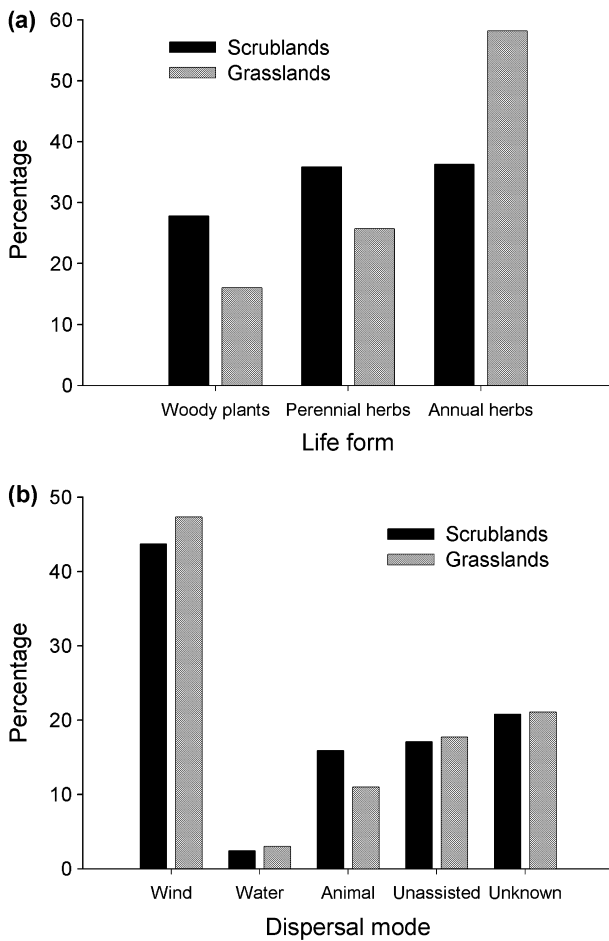 (a)
60
50
40
30
20
10
0
Percentage
Scrublands
Grasslands
Woody plants Perennial herbs Annual herbs
Life form
(b)
50
40
30
20
10
0
Percentage
Scrublands
Grasslands
Wind Water Animal Unassisted Unknown
Dispersal mode